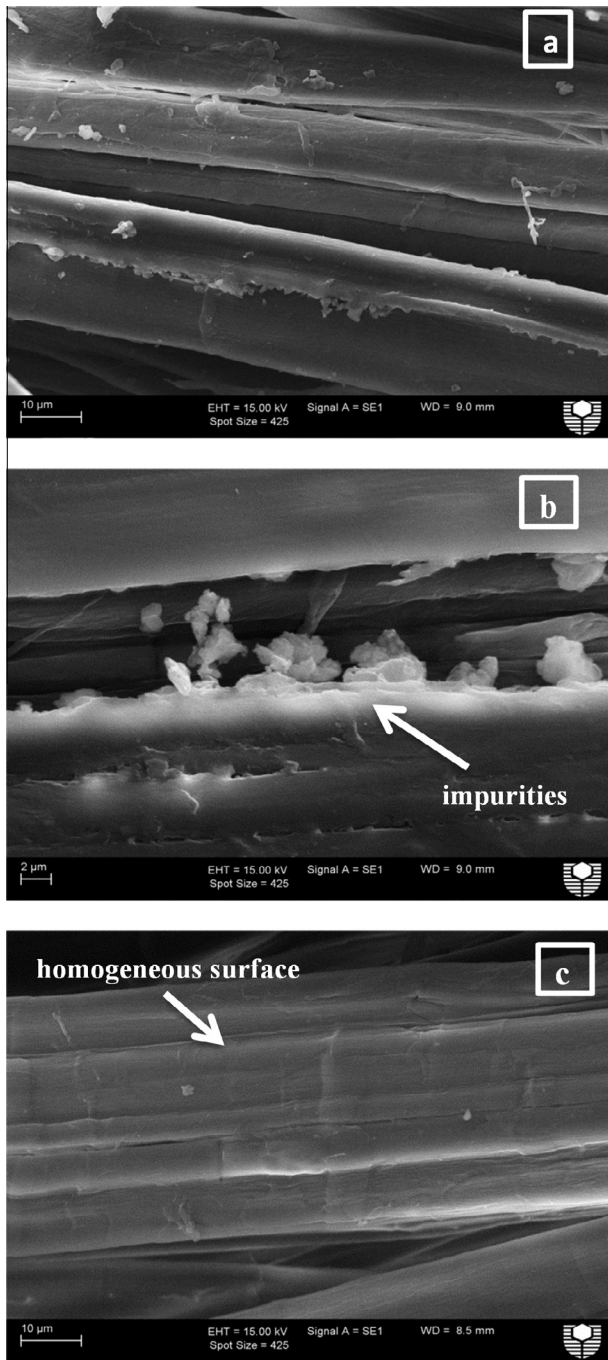 a
10 µm
EHT = 15.00 kV Signal A = SE1 WD = 9.0 mm
Spot Size = 425
b
impurities
2 µm
EHT = 15.00 kV Signal A = SE1 WD = 9.0 mm
Spot Size = 425
homogeneous surface
c
10 µm
EHT = 15.00 kV Signal A = SE1 WD = 8.5 mm
Spot Size = 425